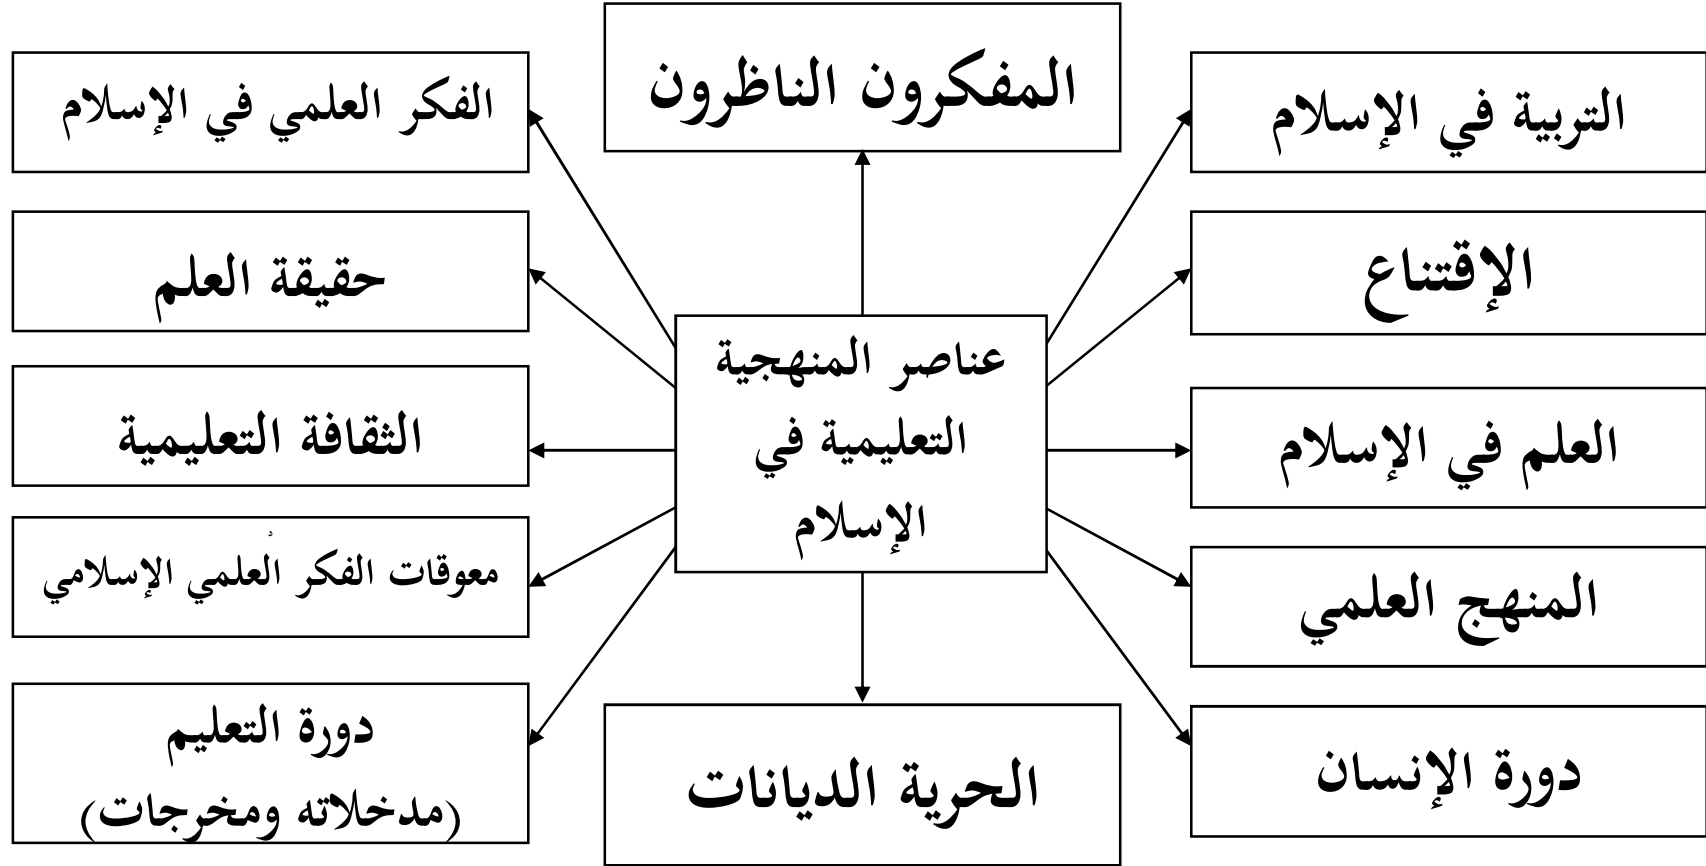 المفكرون الناظرون
التربية في الإسلام
الإقتناع
العلم في الإسلام
المنهج العلمي
دورة الإنسان
عناصر المنهجية
التعليمية في
الإسلام
الحرية الديانات
الفكر العلمي في الإسلام
حقيقة العلم
الثقافة التعليمية
معوقات الفكر العلمي الإسلامي
دورة التعليم
(مدخلاته ومخرجات)